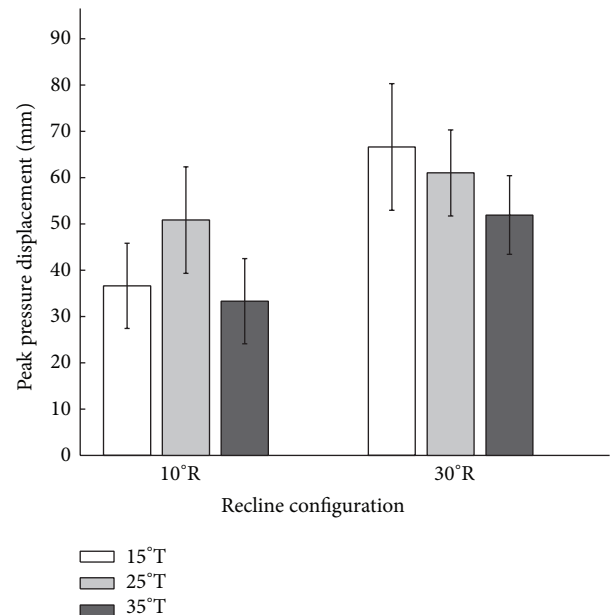 Peak pressure displacement (mm)
90
80
70
60
50
40
30
20
10
0
10°R
30°R
Recline configuration
15°T
25°T
35°T